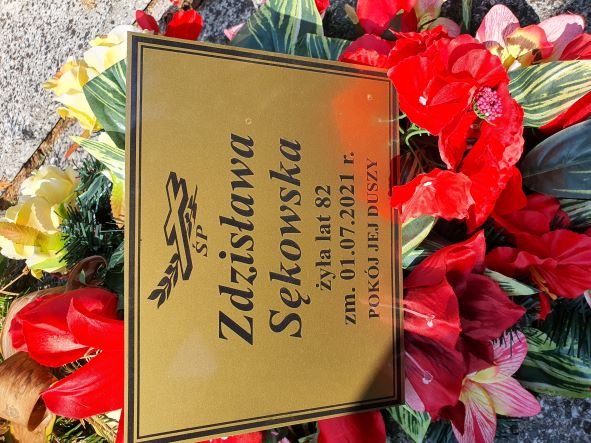 ŚP
Zdzisława
Sękowska
żyła lat 82
zm. 01.07.2021 r.
POKÓJ JEJ DUSZY